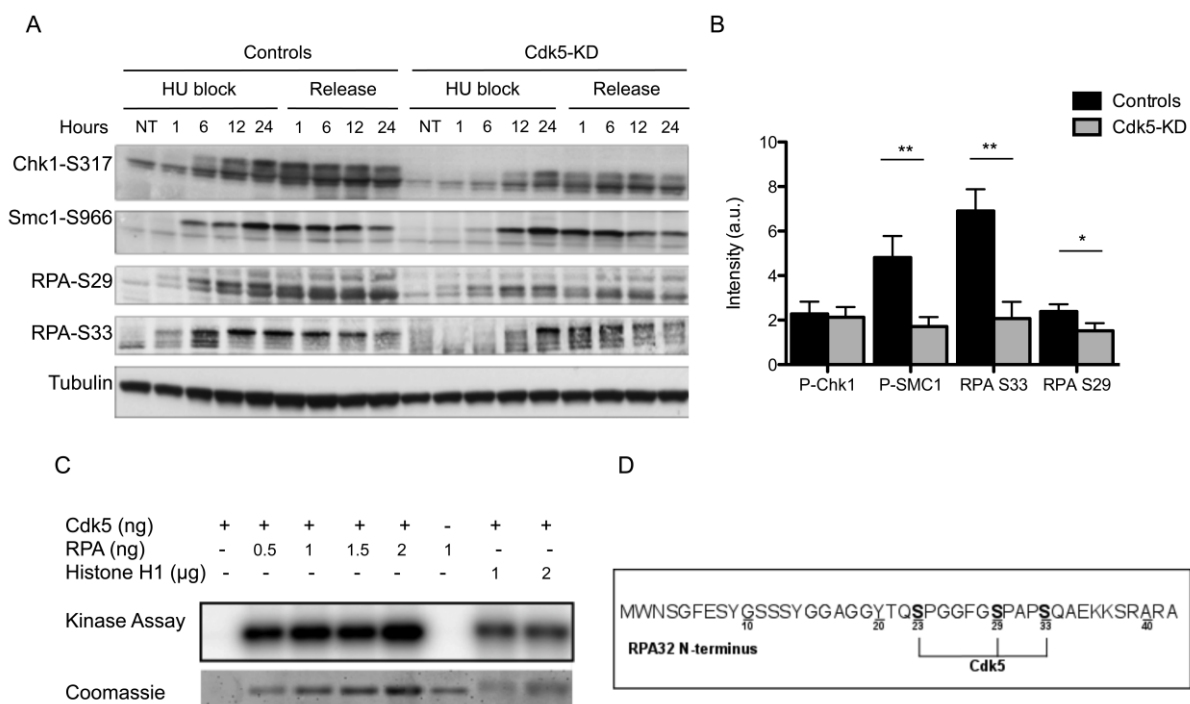 A
Controls Cdk5-KD
HU block Release HU block Release
Hours NT 1 6 12 24 1 6 12 24 NT 1 6 12 24 1 6 12 24
Chk1-S317
Smc1-S966
RPA-S29
RPA-S33
Tubulin
B
Controls
Cdk5-KD
Intensity (a.u.)
10
8
6
4
2
0
** ** *
P-Chk1 P-SMC1 RPA S33 RPA S29
C
Cdk5 (ng) + + + + + - + +
RPA (ng) - 0.5 1 1.5 2 1 - -
Histone H1 (µg) - - - - - - 1 2
Kinase Assay
Coomassie
D
MWNSGFESYGSSSYGGAGGYTQSPGGFGSPAPSQAEKKSRARA
10 20 23 29 33 40
RPA32 N-terminus
Cdk5